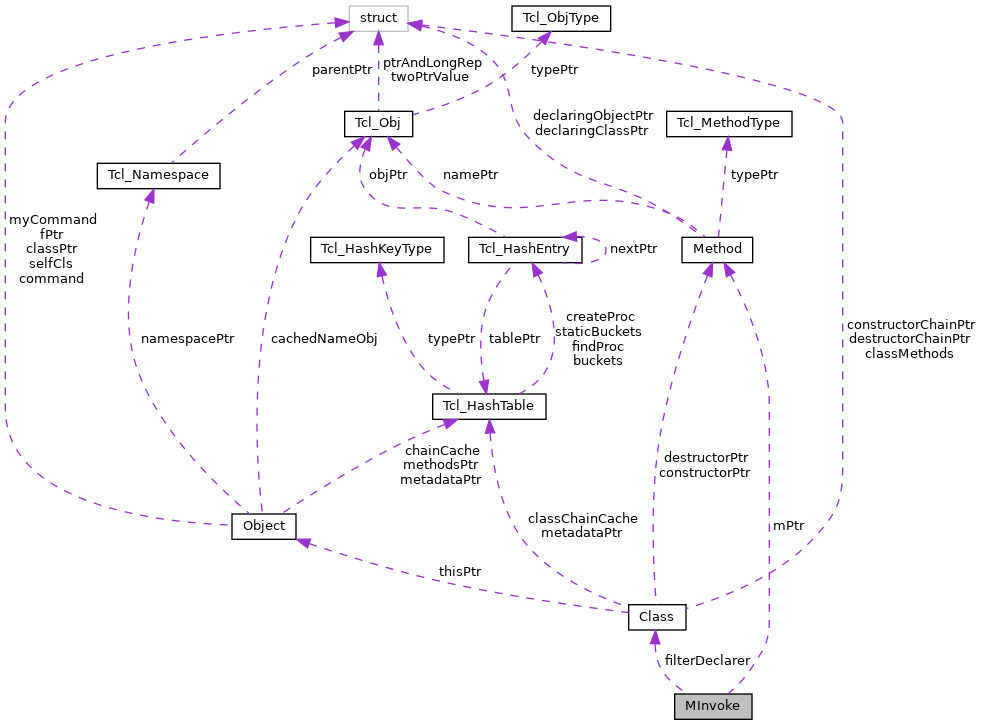 struct
Tcl_ObjType
parentPtr
ptrAndLongRep
twoPtrValue
typePtr
Tcl_Obj
declaringObjectPtr
declaringClassPtr
Tcl_MethodType
Tcl_Namespace
objPtr
namePtr
typePtr
myCommand
fPtr
classPtr
selfCls
command
Tcl_HashKeyType
Tcl_HashEntry
nextPtr
Method
namespacePtr
cachedNameObj
typePtr
tablePtr
createProc
staticBuckets
findProc
buckets
constructorChainPtr
destructorChainPtr
classMethods
Tcl_HashTable
chainCache
methodsPtr
metadataPtr
destructorPtr
constructorPtr
Object
classChainCache
metadataPtr
mPtr
thisPtr
Class
filterDeclarer
MInvoke